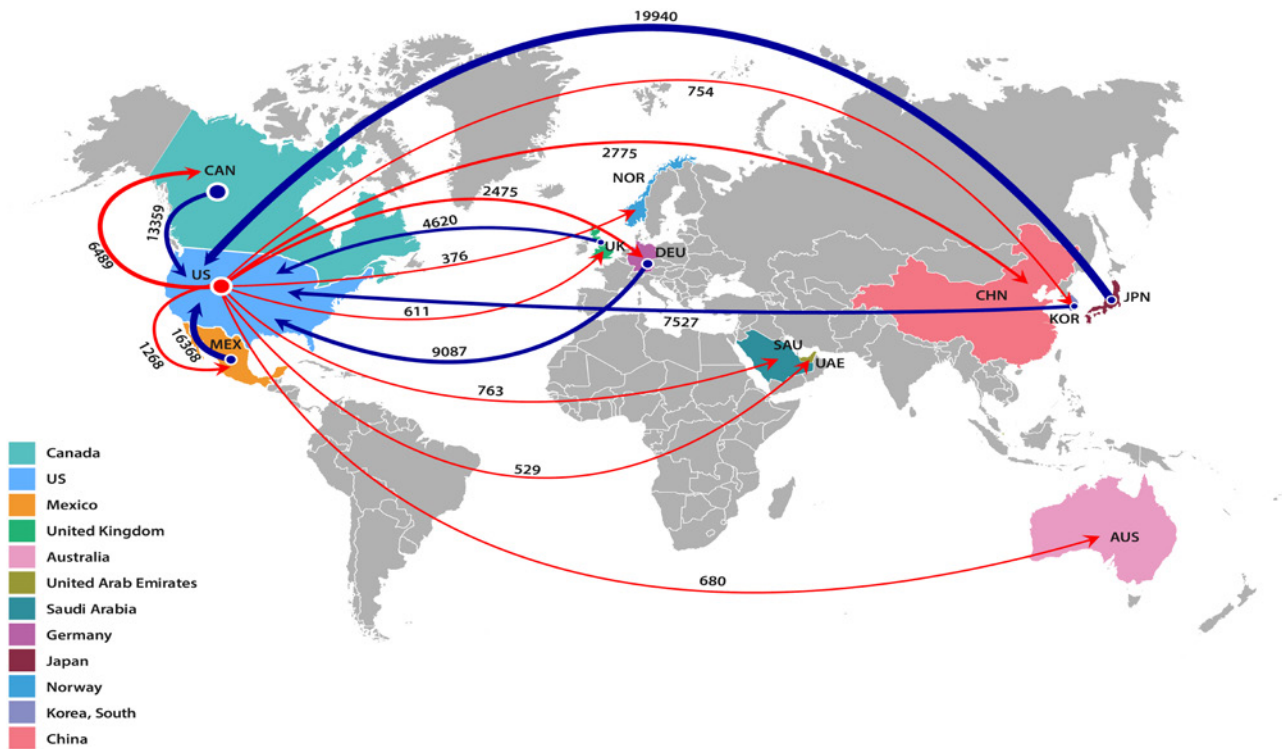 19940
754
2775
CAN
NOR
2475
13359
4620
UK
DEU
6489
376
US
CHN
JPN
611
KOR
7527
MEX
SAU
9087
UAE
16368
1268
763
529
AUS
680
Canada
US
Mexico
United Kingdom
Australia
United Arab Emirates
Saudi Arabia
Germany
Japan
Norway
Korea, South
China